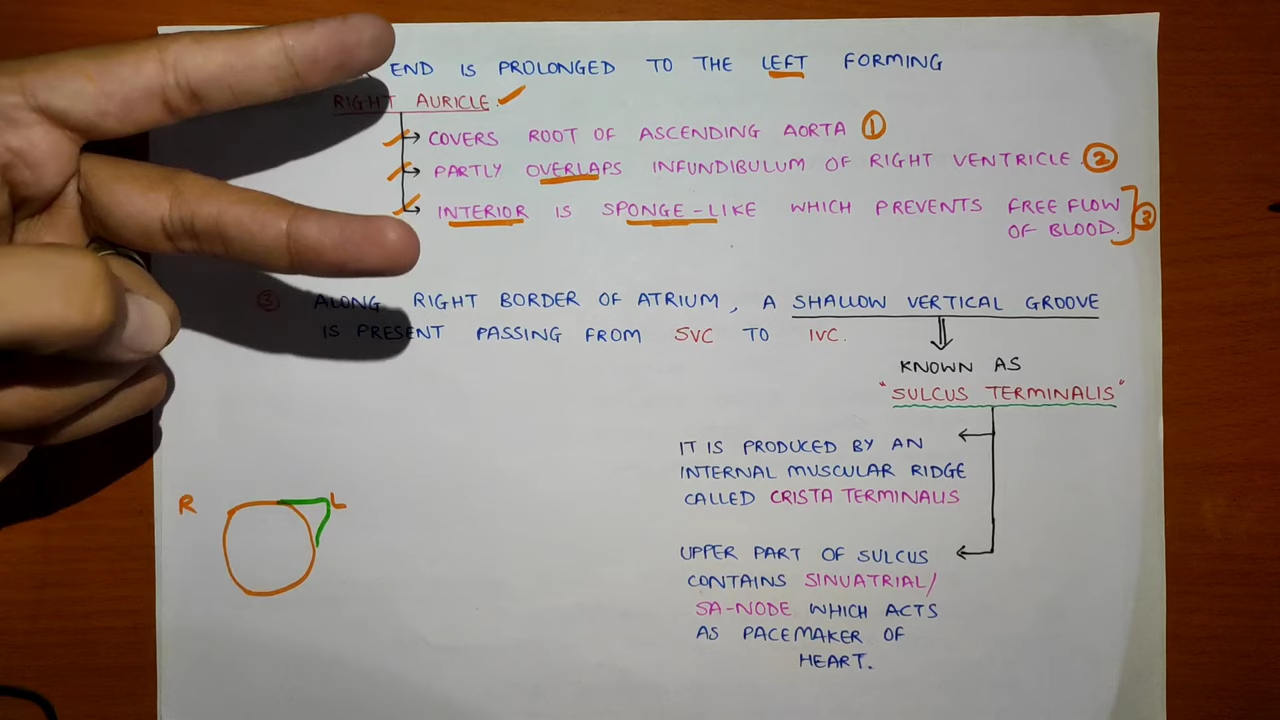 END IS PROLONGED TO THE LEFT FORMING
RIGHT AURICLE.
COVERS ROOT OF ASCENDING AORTA 1
PARTLY OVERLAPS INFUNDIBULUM OF RIGHT VENTRICLE. 2
INTERIOR IS SPONGE-LIKE WHICH PREVENTS FREE FLOW
OF BLOOD. 3
3 ALONG RIGHT BORDER OF ATRIUM, A SHALLOW VERTICAL GROOVE
IS PRESENT PASSING FROM SVC TO IVC.
KNOWN AS
"SULCUS TERMINALIS"
IT IS PRODUCED BY AN
INTERNAL MUSCULAR RIDGE
CALLED CRISTA TERMINALIS
R L
UPPER PART OF SULCUS
CONTAINS SINUATRIAL/
SA-NODE WHICH ACTS
AS PACEMAKER OF
HEART.